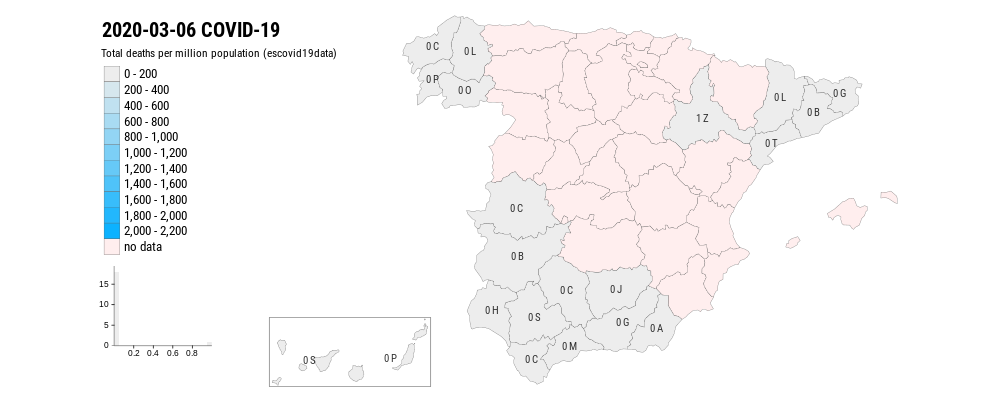 2020-03-06 COVID-19
Total deaths per million population (escovid19data)
0 - 200
200 - 400
400 - 600
600 - 800
800 - 1,000
1,000 - 1,200
1,200 - 1,400
1,400 - 1,600
1,600 - 1,800
1,800 - 2,000
2,000 - 2,200
no data
15
10
5
0
0.2 0.4 0.6 0.8
0 C
0 L
0 P
0 O
1 Z
0 L
0 G
0 B
0 T
0 C
0 B
0 C
0 J
0 H
0 S
0 G
0 A
0 M
0 C
0 S
0 P